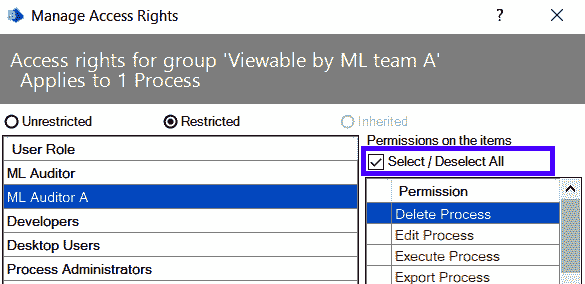 Manage Access Rights
Access rights for group 'Viewable by ML team A'
Applies to 1 Process
Unrestricted Restricted Inherited
Permissions on the items
Select / Deselect All
User Role
ML Auditor
ML Auditor A
Developers
Desktop Users
Process Administrators
Permission
Delete Process
Edit Process
Execute Process
Export Process